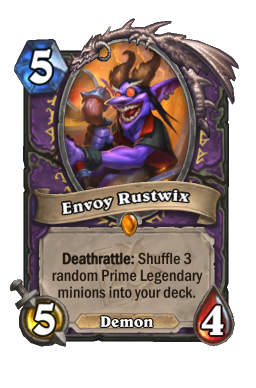 5
Envoy Rustwix
Deathrattle: Shuffle 3
random Prime Legendary
minions into your deck.
5
Demon
4